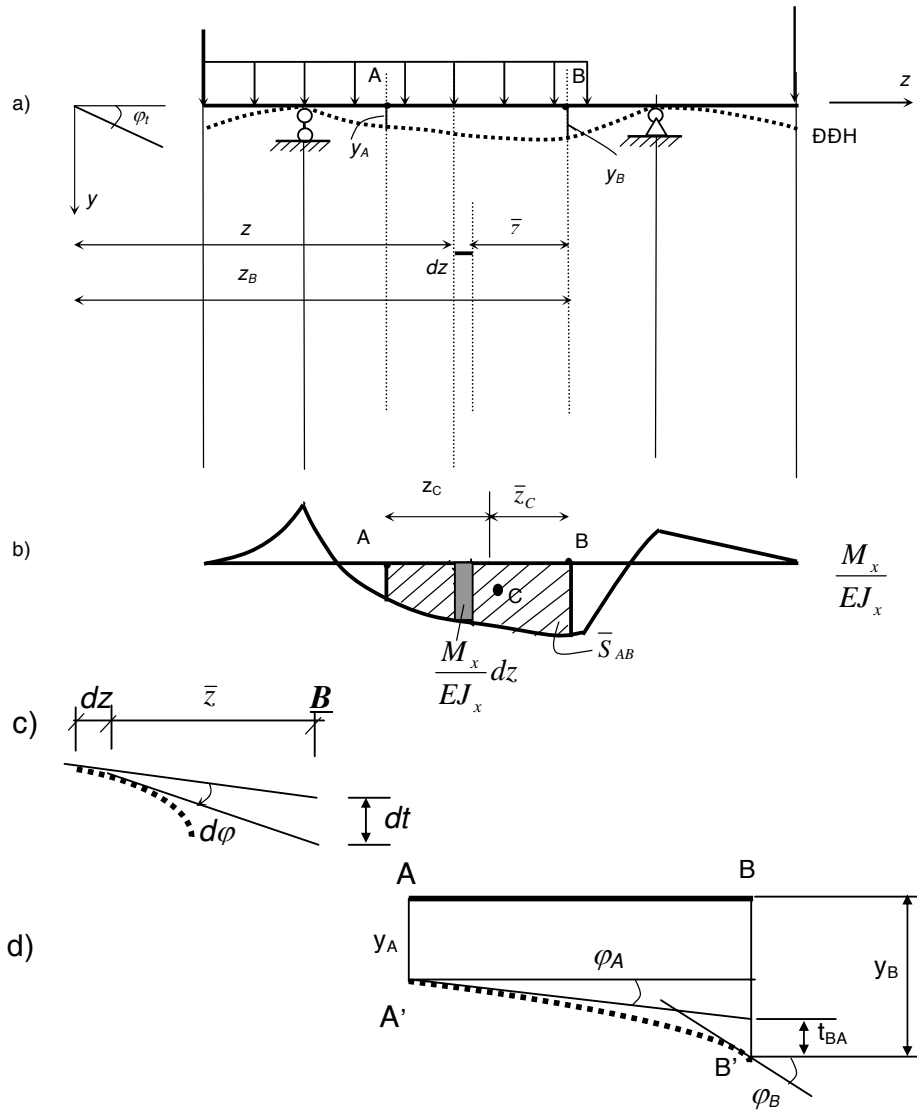 A
B
z
a)
φt
yA
yB
ĐĐH
y
z
z̄
dz
zB
zC
z̄C
A
B
b)
C
Mx
EJx
S̄AB
Mx
EJx
dz
dz
z̄
B
c)
dφ
dt
A
B
d)
yA
φA
yB
A'
tBA
B'
φB